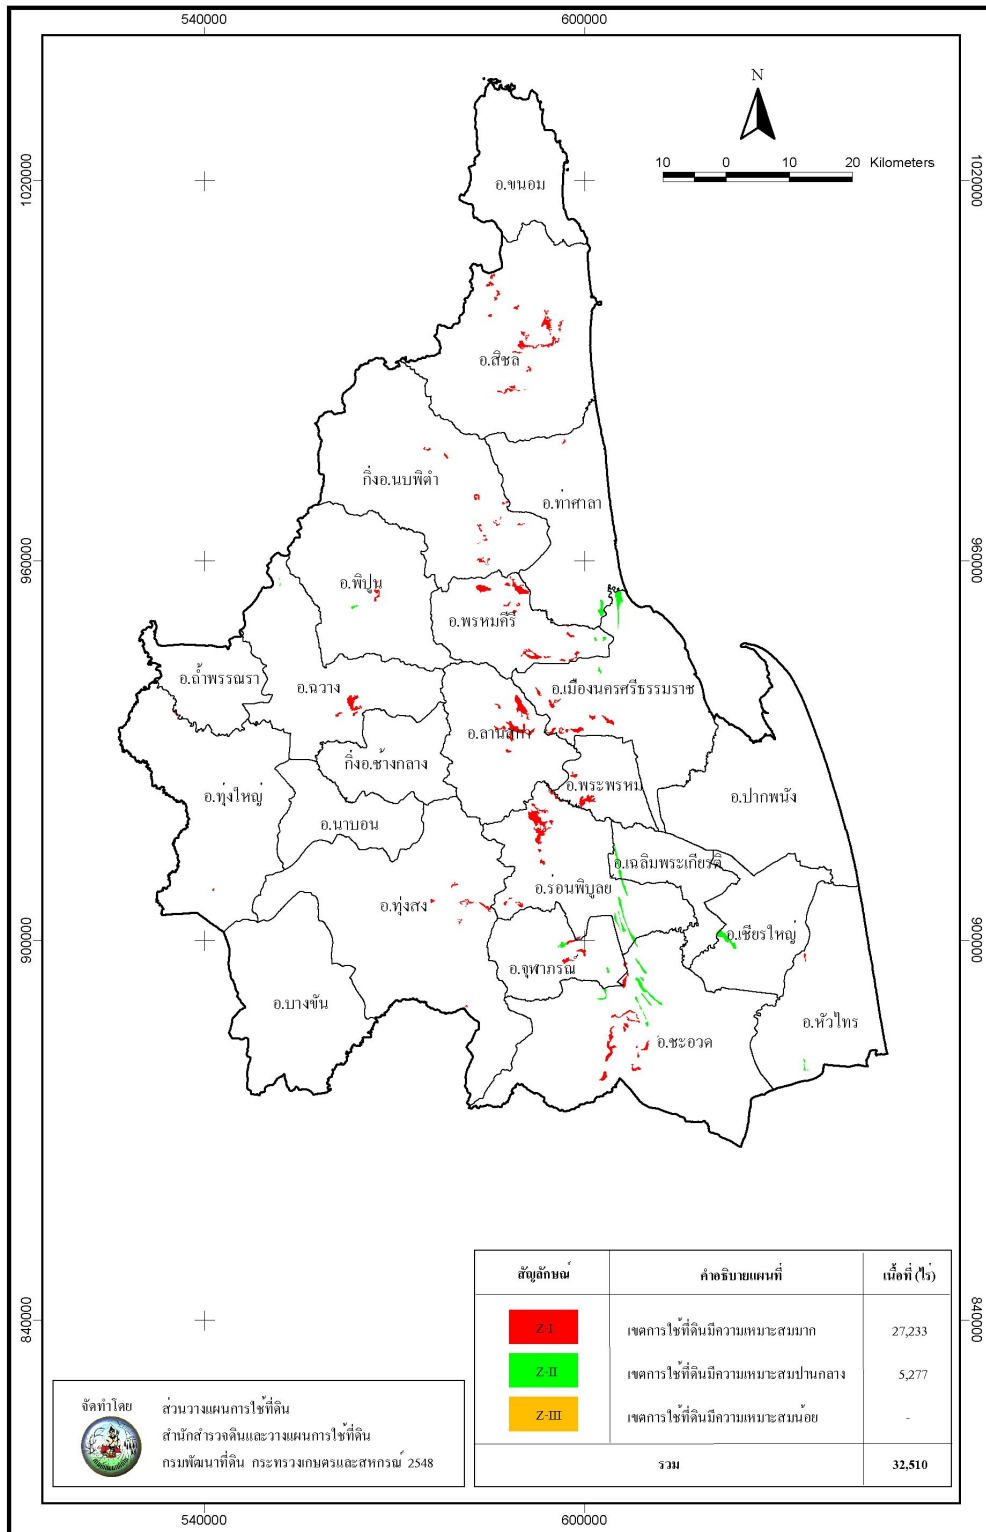 540000 600000
N
10 0 10 20 Kilometers
1020000 1020000
อ.ขนอม
อ.สิชล
กิ่งอ.นบพิตำ
อ.ท่าศาลา
960000 960000
อ.พิปูน
อ.พรหมคีรี
อ.ถ้ำพรรณรา
อ.ฉวาง
อ.เมืองนครศรีธรรมราช
อ.ลานสกา
กิ่งอ.ช้างกลาง
อ.พระพรหม
อ.ปากพนัง
อ.ทุ่งใหญ่
อ.นาบอน
อ.เฉลิมพระเกียรติ
อ.ร่อนพิบูลย
อ.ทุ่งสง
อ.เชียรใหญ่
900000 900000
อ.จุฬาภรณ์
อ.บางขัน
อ.หัวไทร
อ.ชะอวด
สัญลักษณ์ คำอธิบายแผนที่ เนื้อที่ (ไร่)
Z-I เขตการใช้ที่ดินมีความเหมาะสมมาก 27,233
Z-II เขตการใช้ที่ดินมีความเหมาะสมปานกลาง 5,277
Z-III เขตการใช้ที่ดินมีความเหมาะสมน้อย -
รวม 32,510
840000 840000
จัดทำโดย ส่วนวางแผนการใช้ที่ดิน
สำนักสำรวจดินและวางแผนการใช้ที่ดิน
กรมพัฒนาที่ดิน กระทรวงเกษตรและสหกรณ์ 2548
540000 600000